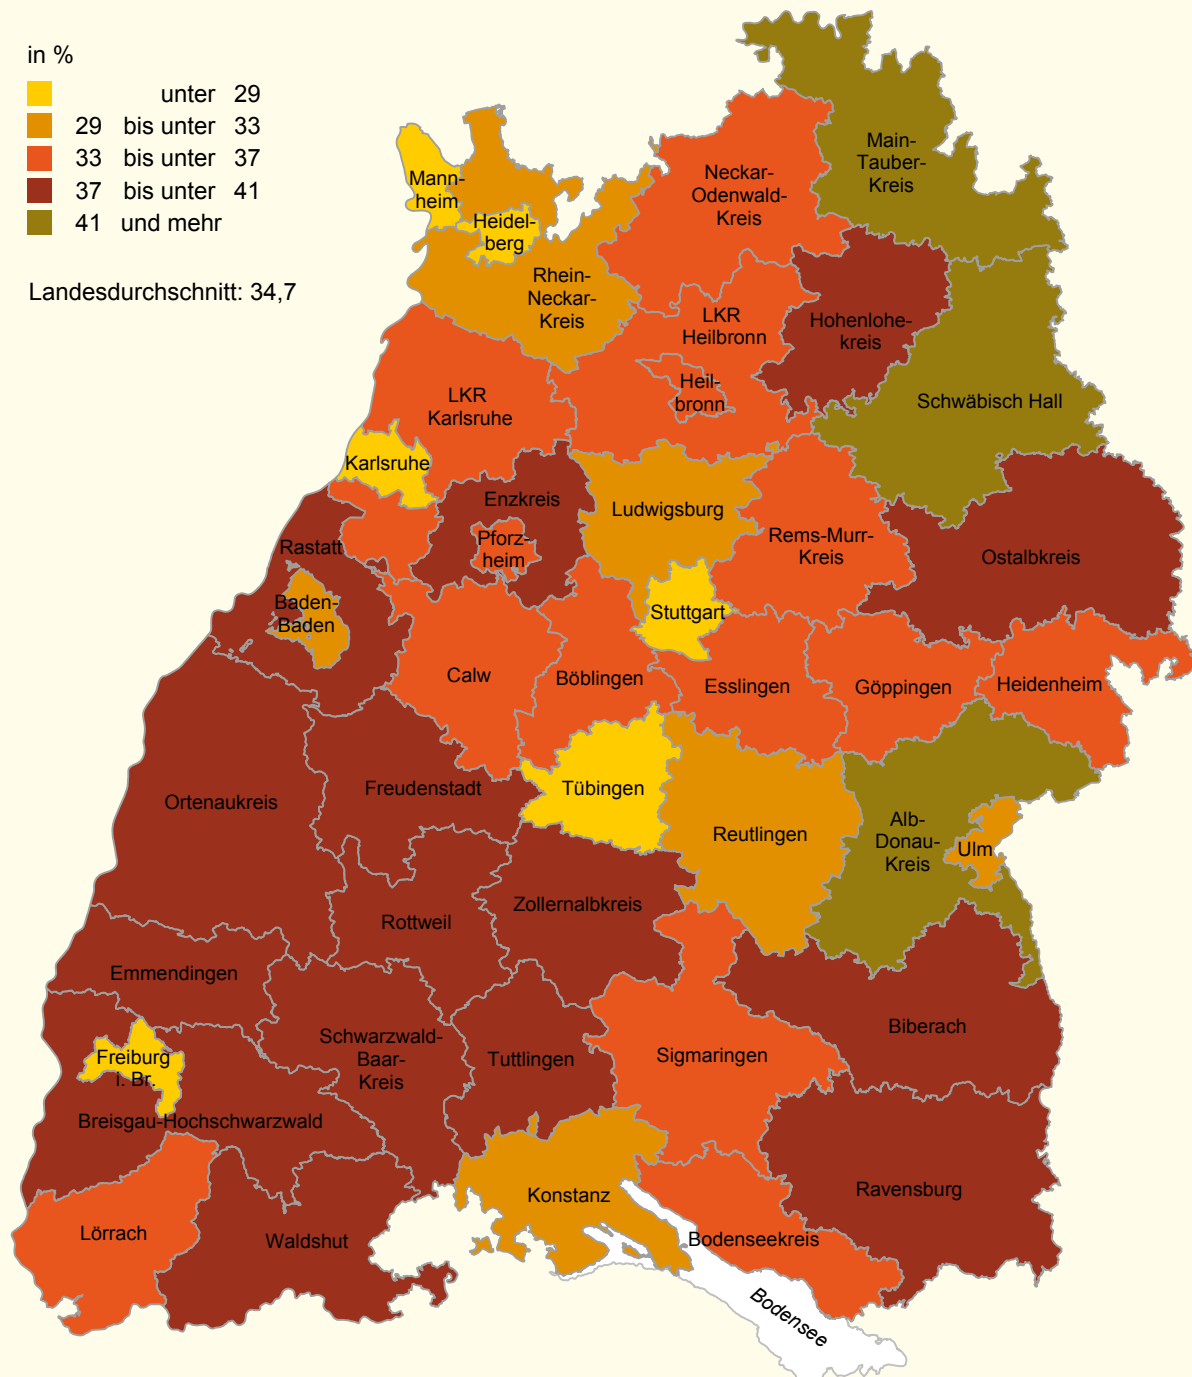 in %
unter 29
29 bis unter 33
33 bis unter 37
37 bis unter 41
41 und mehr
Landesdurchschnitt: 34,7
Main-
Tauber-
Kreis
Neckar-
Odenwald-
Kreis
Mann-
heim
Heidel-
berg
Rhein-
Neckar-
Kreis
LKR
Heilbronn
Hohenlohe-
kreis
Heil-
bronn
LKR
Karlsruhe
Schwäbisch Hall
Karlsruhe
Enzkreis
Ludwigsburg
Pforz-
heim
Rems-Murr-
Kreis
Rastatt
Ostalbkreis
Baden-
Baden
Stuttgart
Calw
Böblingen
Esslingen
Göppingen
Heidenheim
Freudenstadt
Tübingen
Ortenaukreis
Reutlingen
Alb-
Donau-
Kreis
Ulm
Zollernalbkreis
Rottweil
Emmendingen
Biberach
Schwarzwald-
Baar-
Kreis
Tuttlingen
Sigmaringen
Freiburg
i. Br.
Breisgau-Hochschwarzwald
Ravensburg
Konstanz
Lörrach
Waldshut
Bodenseekreis
Bodensee